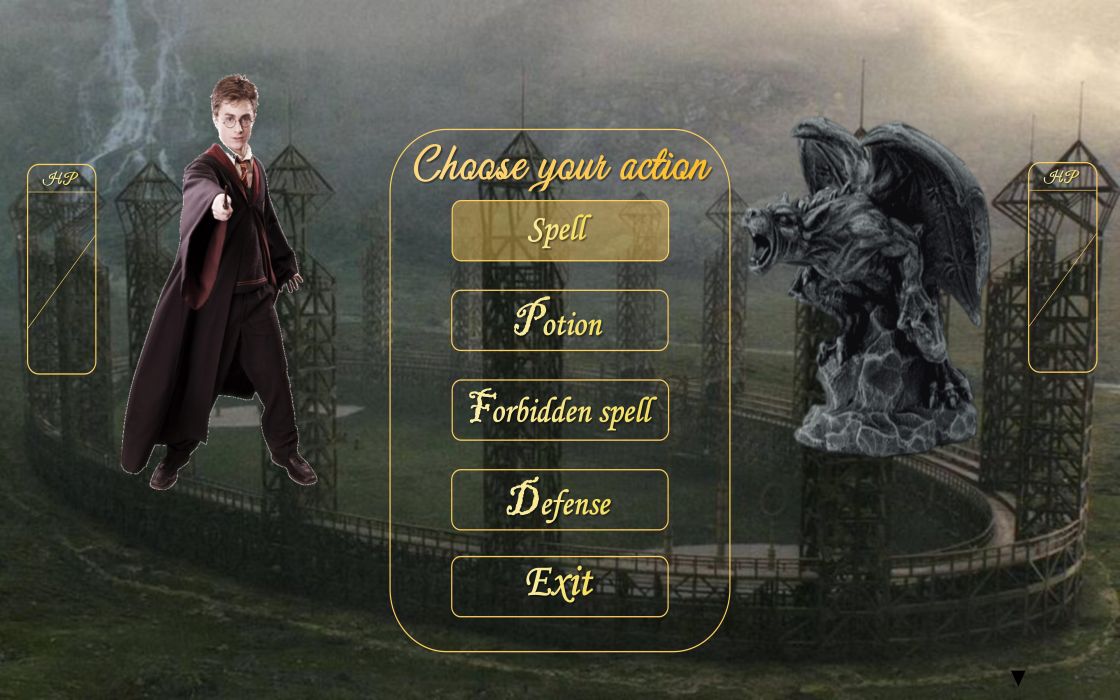 Choose your action
HP
HP
Spell
Potion
Forbidden spell
Defense
Exit